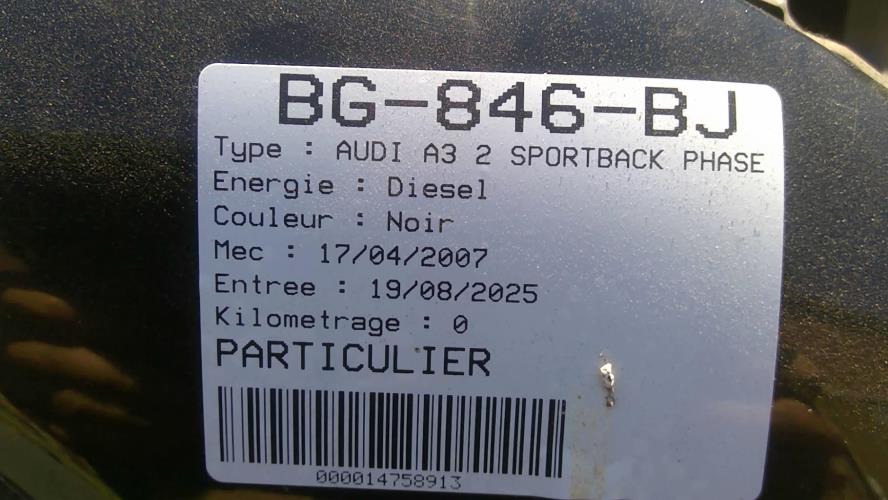 BG-846-BJ
Type : AUDI A3 2 SPORTBACK PHASE
Energie : Diesel
Couleur : Noir
Mec : 17/04/2007
Entree : 19/08/2025
Kilometrage : 0
PARTICULIER
000014758913